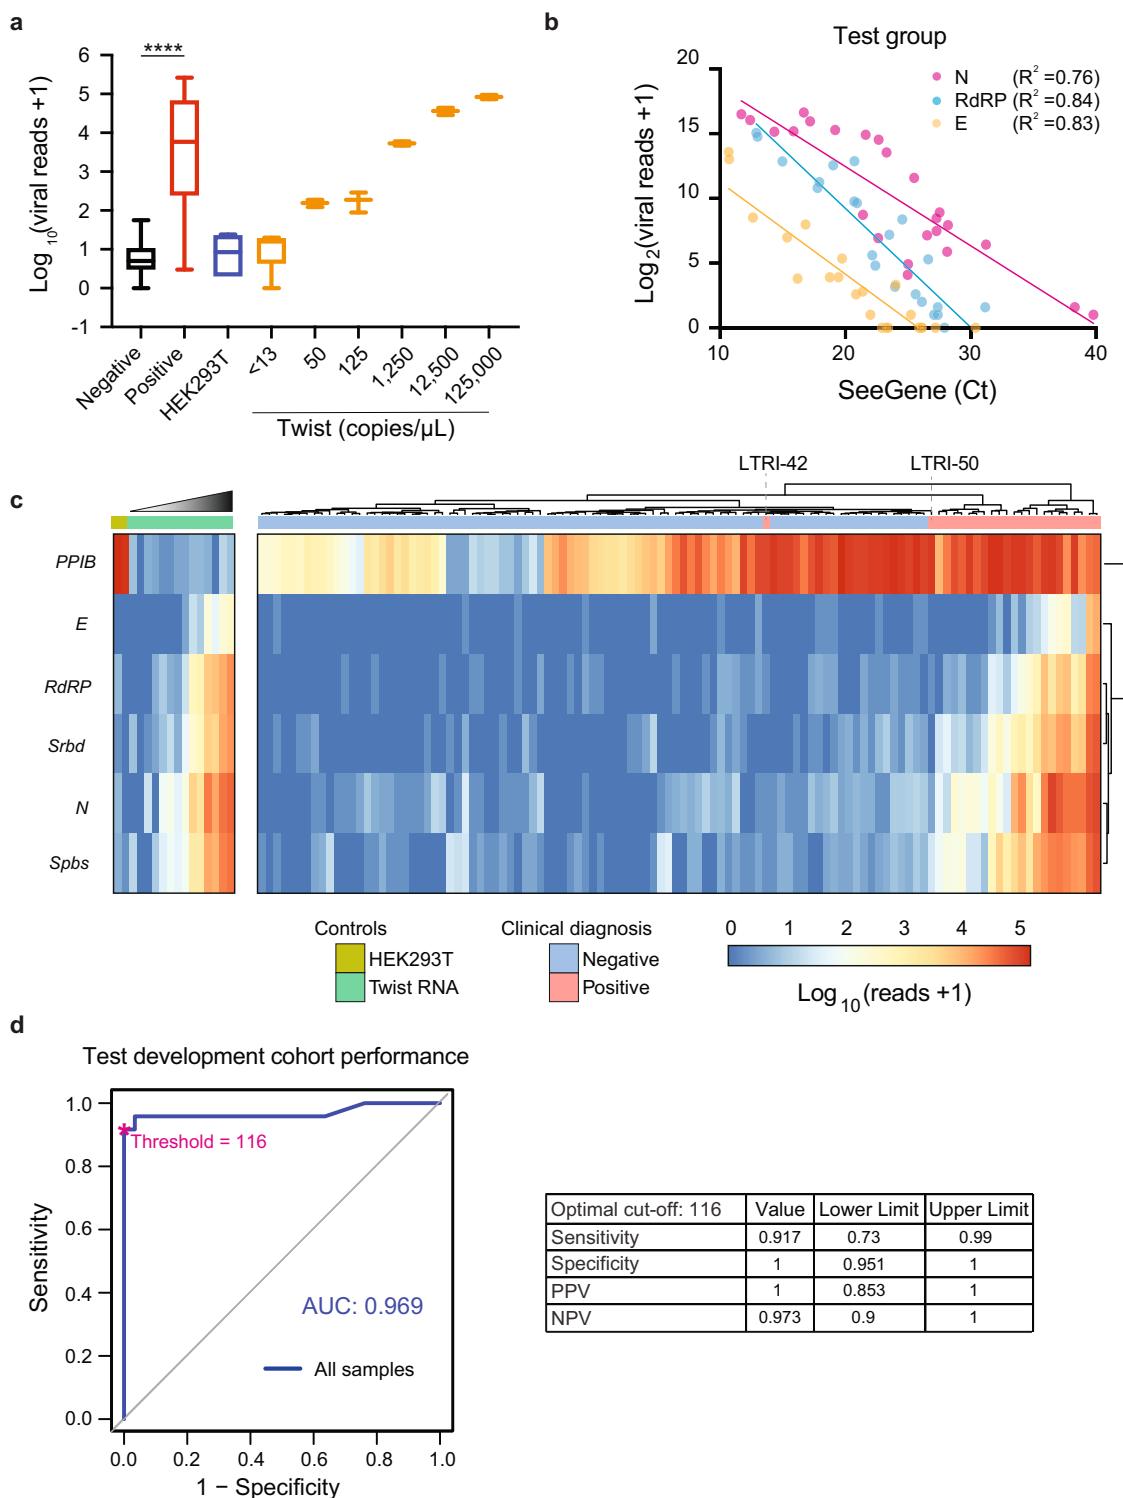 a
6
5
4
3
2
1
0
-1
Log 10(viral reads +1)
****
Negative
Positive
HEK293T
<13
50
125
1,250
12,500
125,000
Twist (copies/µL)
b
Test group
20
15
10
5
0
Log2(viral reads +1)
N (R2 =0.76)
RdRP (R2 =0.84)
E (R2 =0.83)
10
20
30
40
SeeGene (Ct)
c
LTRI-42
LTRI-50
PPIB
E
RdRP
Srbd
N
Spbs
Controls
HEK293T
Twist RNA
Clinical diagnosis
Negative
Positive
0 1 2 3 4 5
Log10(reads +1)
d
Test development cohort performance
1.0
0.8
0.6
0.4
0.2
0.0
Sensitivity
*Threshold = 116
AUC: 0.969
All samples
0.0 0.2 0.4 0.6 0.8 1.0
1 − Specificity
Optimal cut-off: 116 Value Lower Limit Upper Limit
Sensitivity 0.917 0.73 0.99
Specificity 1 0.951 1
PPV 1 0.853 1
NPV 0.973 0.9 1